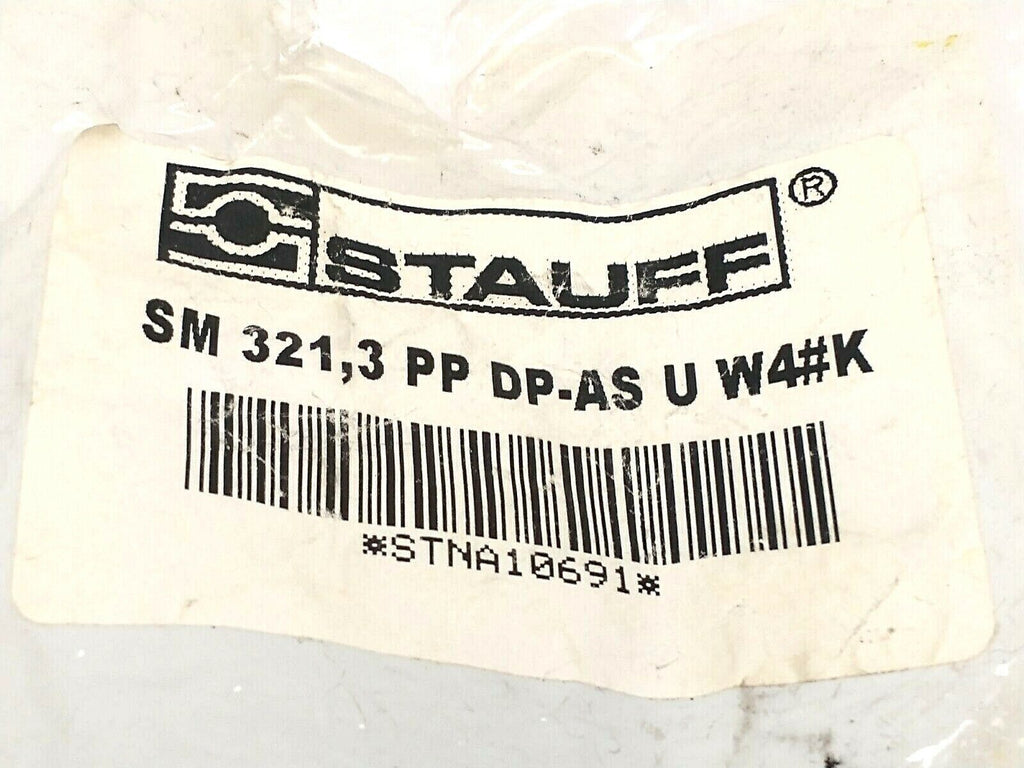 STAUFF®
SM 321,3 PP DP-AS U W4#K
*STNA10691*